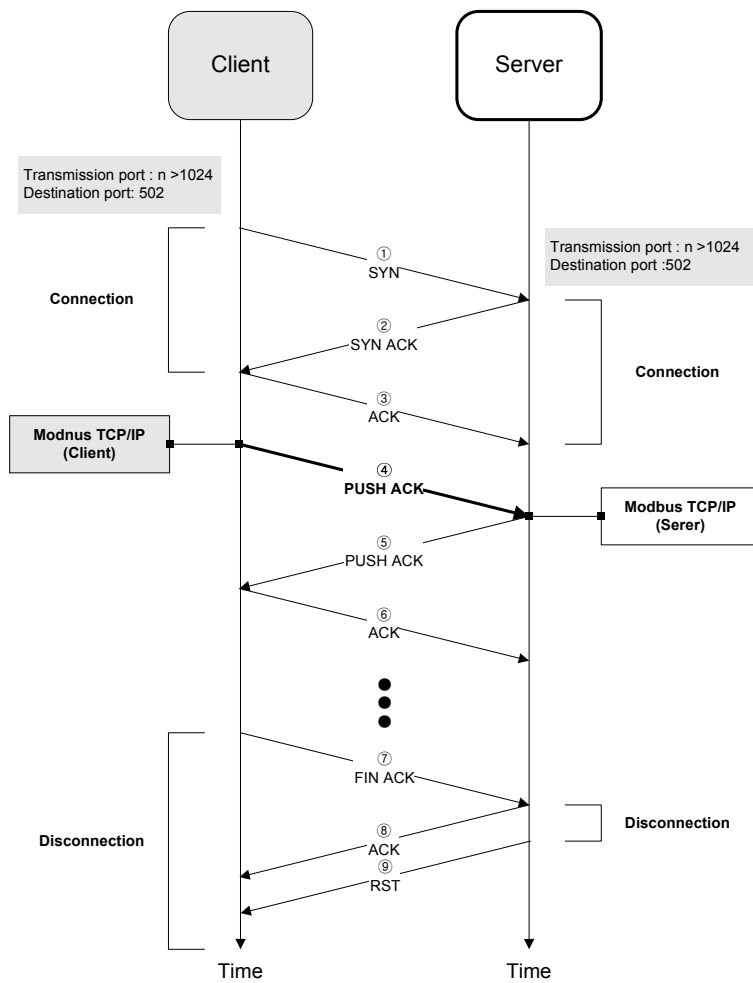 Client
Server
Transmission port : n >1024
Destination port: 502
Transmission port : n >1024
Destination port :502
①
SYN
Connection
②
SYN ACK
Connection
③
ACK
Modnus TCP/IP
(Client)
④
PUSH ACK
Modbus TCP/IP
(Serer)
⑤
PUSH ACK
⑥
ACK
⑦
FIN ACK
Disconnection
⑧
ACK
Disconnection
⑨
RST
Time
Time